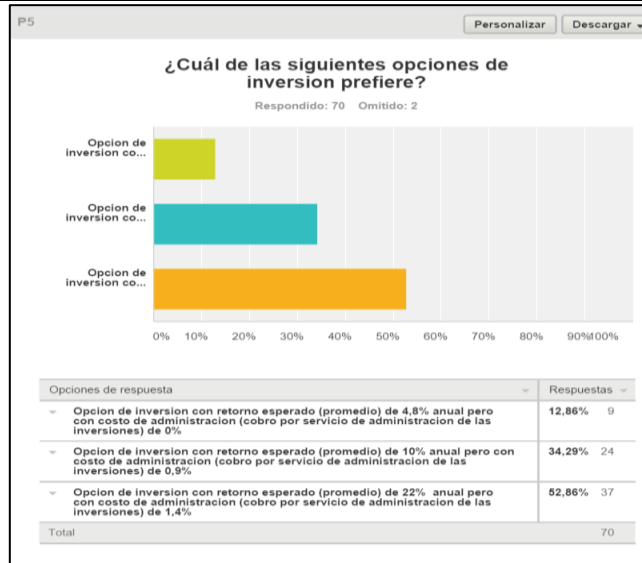 P5
Personalizar
Descargar
¿Cuál de las siguientes opciones de
inversion prefiere?
Respondido: 70 Omitido: 2
Opcion de
inversion co...
Opcion de
inversion co...
Opcion de
inversion co...
0% 10% 20% 30% 40% 50% 60% 70% 80% 90% 100%
Opciones de respuesta Respuestas
Opcion de inversion con retorno esperado (promedio) de 4,8% anual pero 12,86% 9
con costo de administracion (cobro por servicio de administracion de las
inversiones) de 0%
Opcion de inversion con retorno esperado (promedio) de 10% anual pero con 34,29% 24
costo de administracion (cobro por servicio de administracion de las
inversiones) de 0,9%
Opcion de inversion con retorno esperado (promedio) de 22% anual pero 52,86% 37
con costo de administracion (cobro por servicio de administracion de las
inversiones) de 1,4%
Total 70